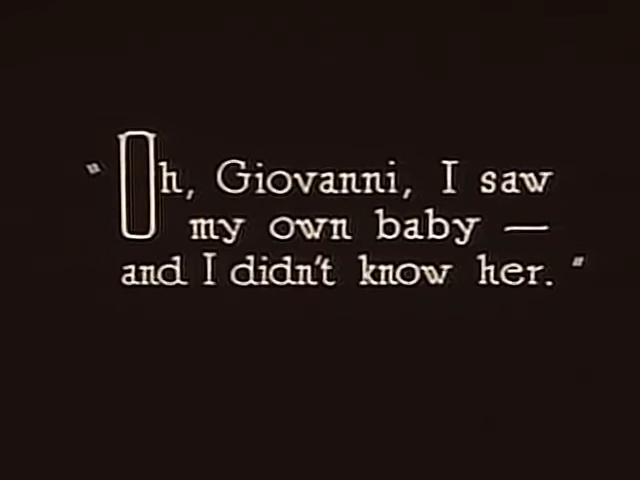 "Oh, Giovanni, I saw
my own baby —
and I didn't know her."